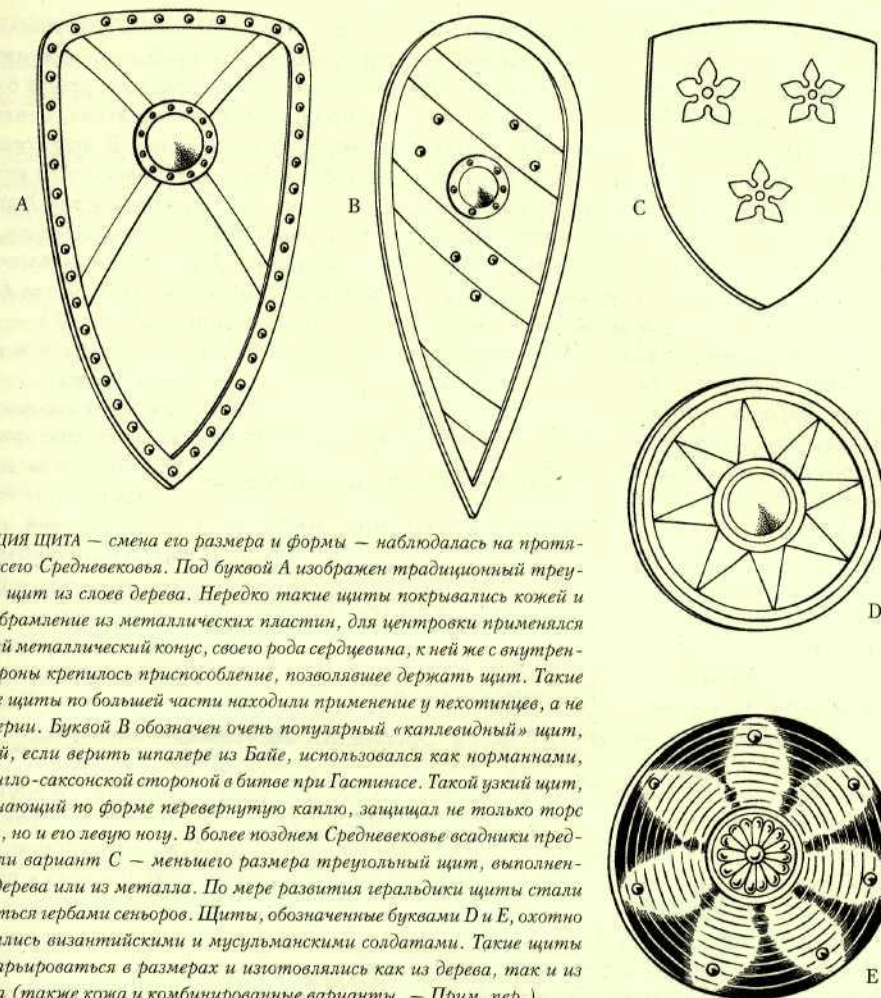 A
B
C
D
E
ЦИЯ ЩИТА — смена его размера и формы — наблюдалась на протя-
сего Средневековья. Под буквой А изображен традиционный треу-
щит из слоев дерева. Нередко такие щиты покрывались кожей и
брамление из металлических пластин, для центровки применялся
й металлический конус, своего рода сердцевина, к ней же с внутрен-
роны крепилось приспособление, позволявшее держать щит. Такие
е щиты по большей части находили применение у пехотинцев, а не
ерии. Буквой В обозначен очень популярный «каплевидный» щит,
й, если верить шпалере из Байе, использовался как норманнами,
нгло-саксонской стороной в битве при Гастингсе. Такой узкий щит,
нающий по форме перевернутую каплю, защищал не только торс
, но и его левую ногу. В более позднем Средневековье всадники пред-
ли вариант С — меньшего размера треугольный щит, выполнен-
дерева или из металла. По мере развития геральдики щиты стали
ться гербами сеньоров. Щиты, обозначенные буквами D и E, охотно
ались византийскими и мусульманскими солдатами. Такие щиты
арьироваться в размерах и изготовлялись как из дерева, так и из
а (также кожа и комбинированные варианты. — Прим. пер.)